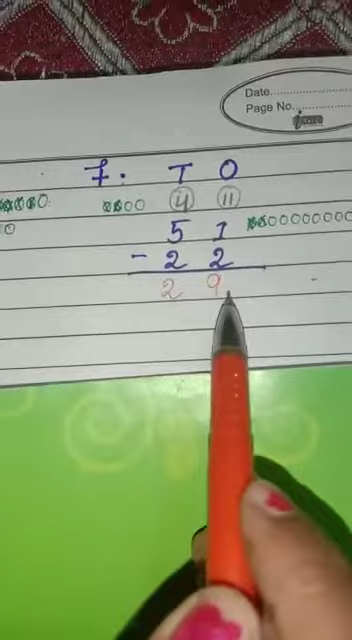 Date..................
Page No..................
7. T O
4 11
5 1
- 2 2
2 9